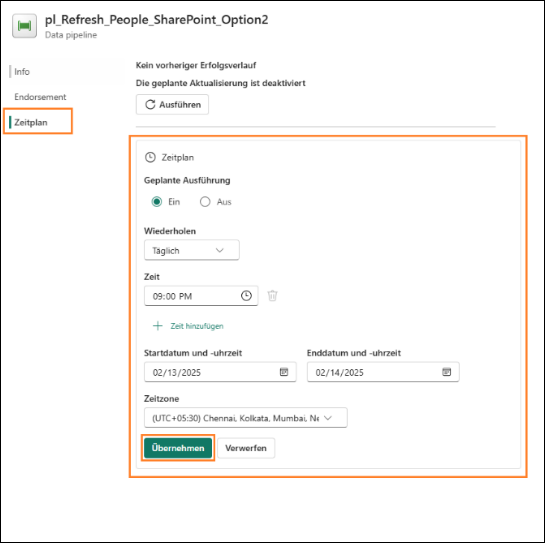 pl_Refresh_People_SharePoint_Option2
Data pipeline
Info
Endorsement
Zeitplan
Kein vorheriger Erfolgsverlauf
Die geplante Aktualisierung ist deaktiviert
Ausführen
Zeitplan
Geplante Ausführung
Ein Aus
Wiederholen
Täglich
Zeit
09:00 PM
Zeit hinzufügen
Startdatum und -uhrzeit Enddatum und -uhrzeit
02/13/2025 02/14/2025
Zeitzone
(UTC+05:30) Chennai, Kolkata, Mumbai, Ne
Übernehmen Verwerfen